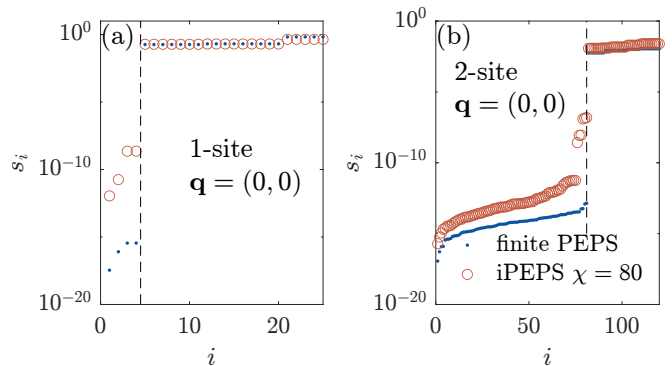 (a)
1-site
q = (0, 0)
s_i
10^0
10^{-10}
10^{-20}
0
10
20
i
(b)
2-site
q = (0, 0)
finite PEPS
iPEPS χ = 80
s_i
10^0
10^{-10}
10^{-20}
0
50
100
i